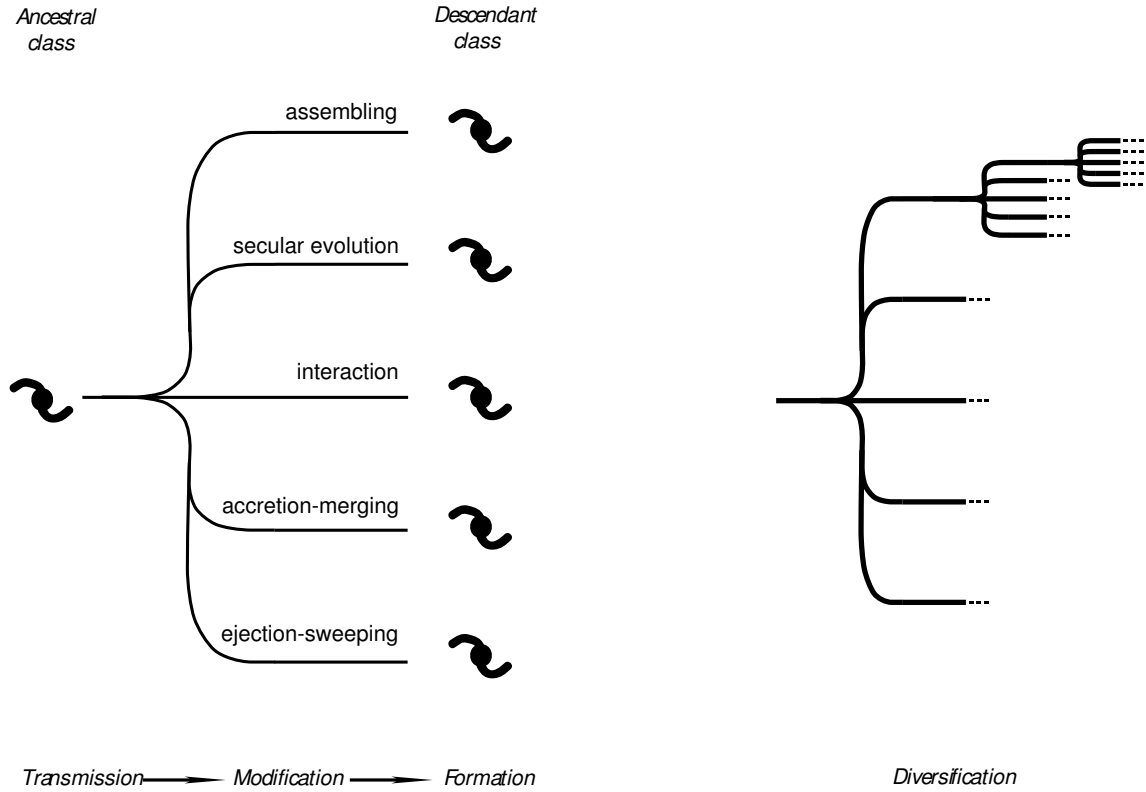 Ancestral
class
Descendant
class
assembling
secular evolution
interaction
accretion-merging
ejection-sweeping
Transmission Modification Formation
Diversification